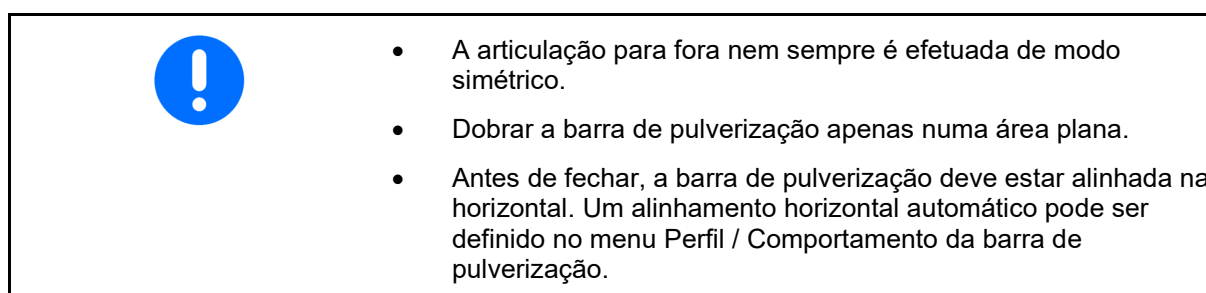 • A articulação para fora nem sempre é efetuada de modo
simétrico.
• Dobrar a barra de pulverização apenas numa área plana.
• Antes de fechar, a barra de pulverização deve estar alinhada na
horizontal. Um alinhamento horizontal automático pode ser
definido no menu Perfil / Comportamento da barra de
pulverização.